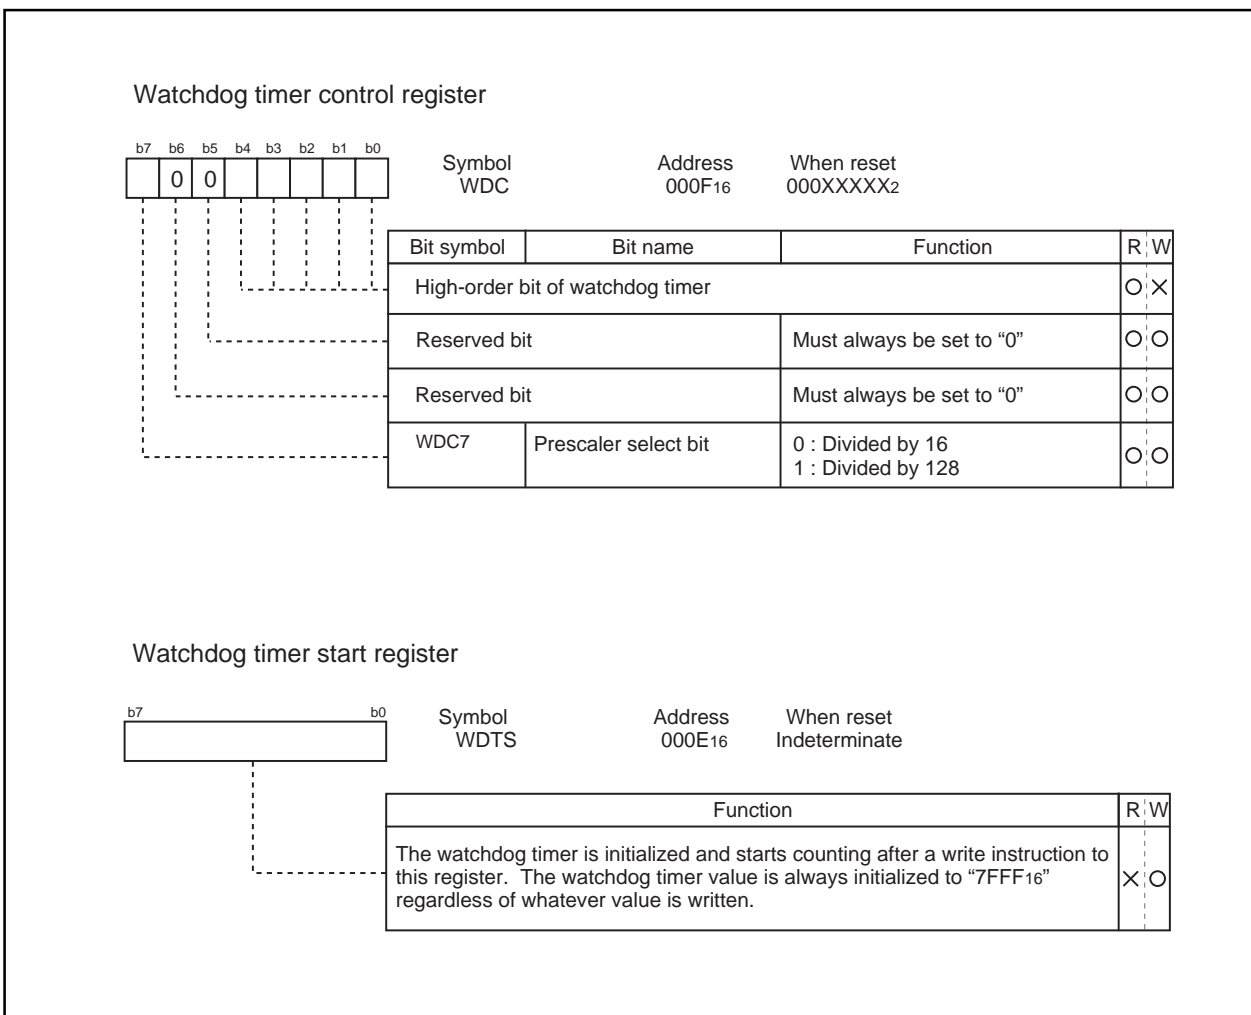 Watchdog timer control register
b7 b6 b5 b4 b3 b2 b1 b0
0 0
Symbol Address When reset
WDC 000F16 000XXXXX2
Bit symbol Bit name Function R W
High-order bit of watchdog timer
Reserved bit Must always be set to “0”
Reserved bit Must always be set to “0”
WDC7 Prescaler select bit 0 : Divided by 16
1 : Divided by 128
Watchdog timer start register
b7 b0
Symbol Address When reset
WDTS 000E16 Indeterminate
Function R W
The watchdog timer is initialized and starts counting after a write instruction to
this register. The watchdog timer value is always initialized to “7FFF16”
regardless of whatever value is written.